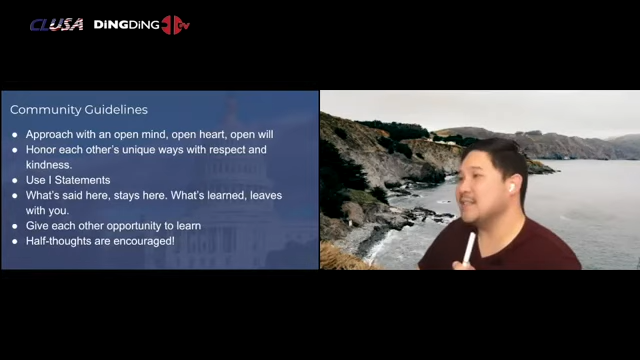 CLUSA DiNGDiNG TV
Community Guidelines
● Approach with an open mind, open heart, open will
● Honor each other's unique ways with respect and
kindness.
● Use I Statements
● What's said here, stays here. What's learned, leaves
with you.
● Give each other opportunity to learn
● Half-thoughts are encouraged!